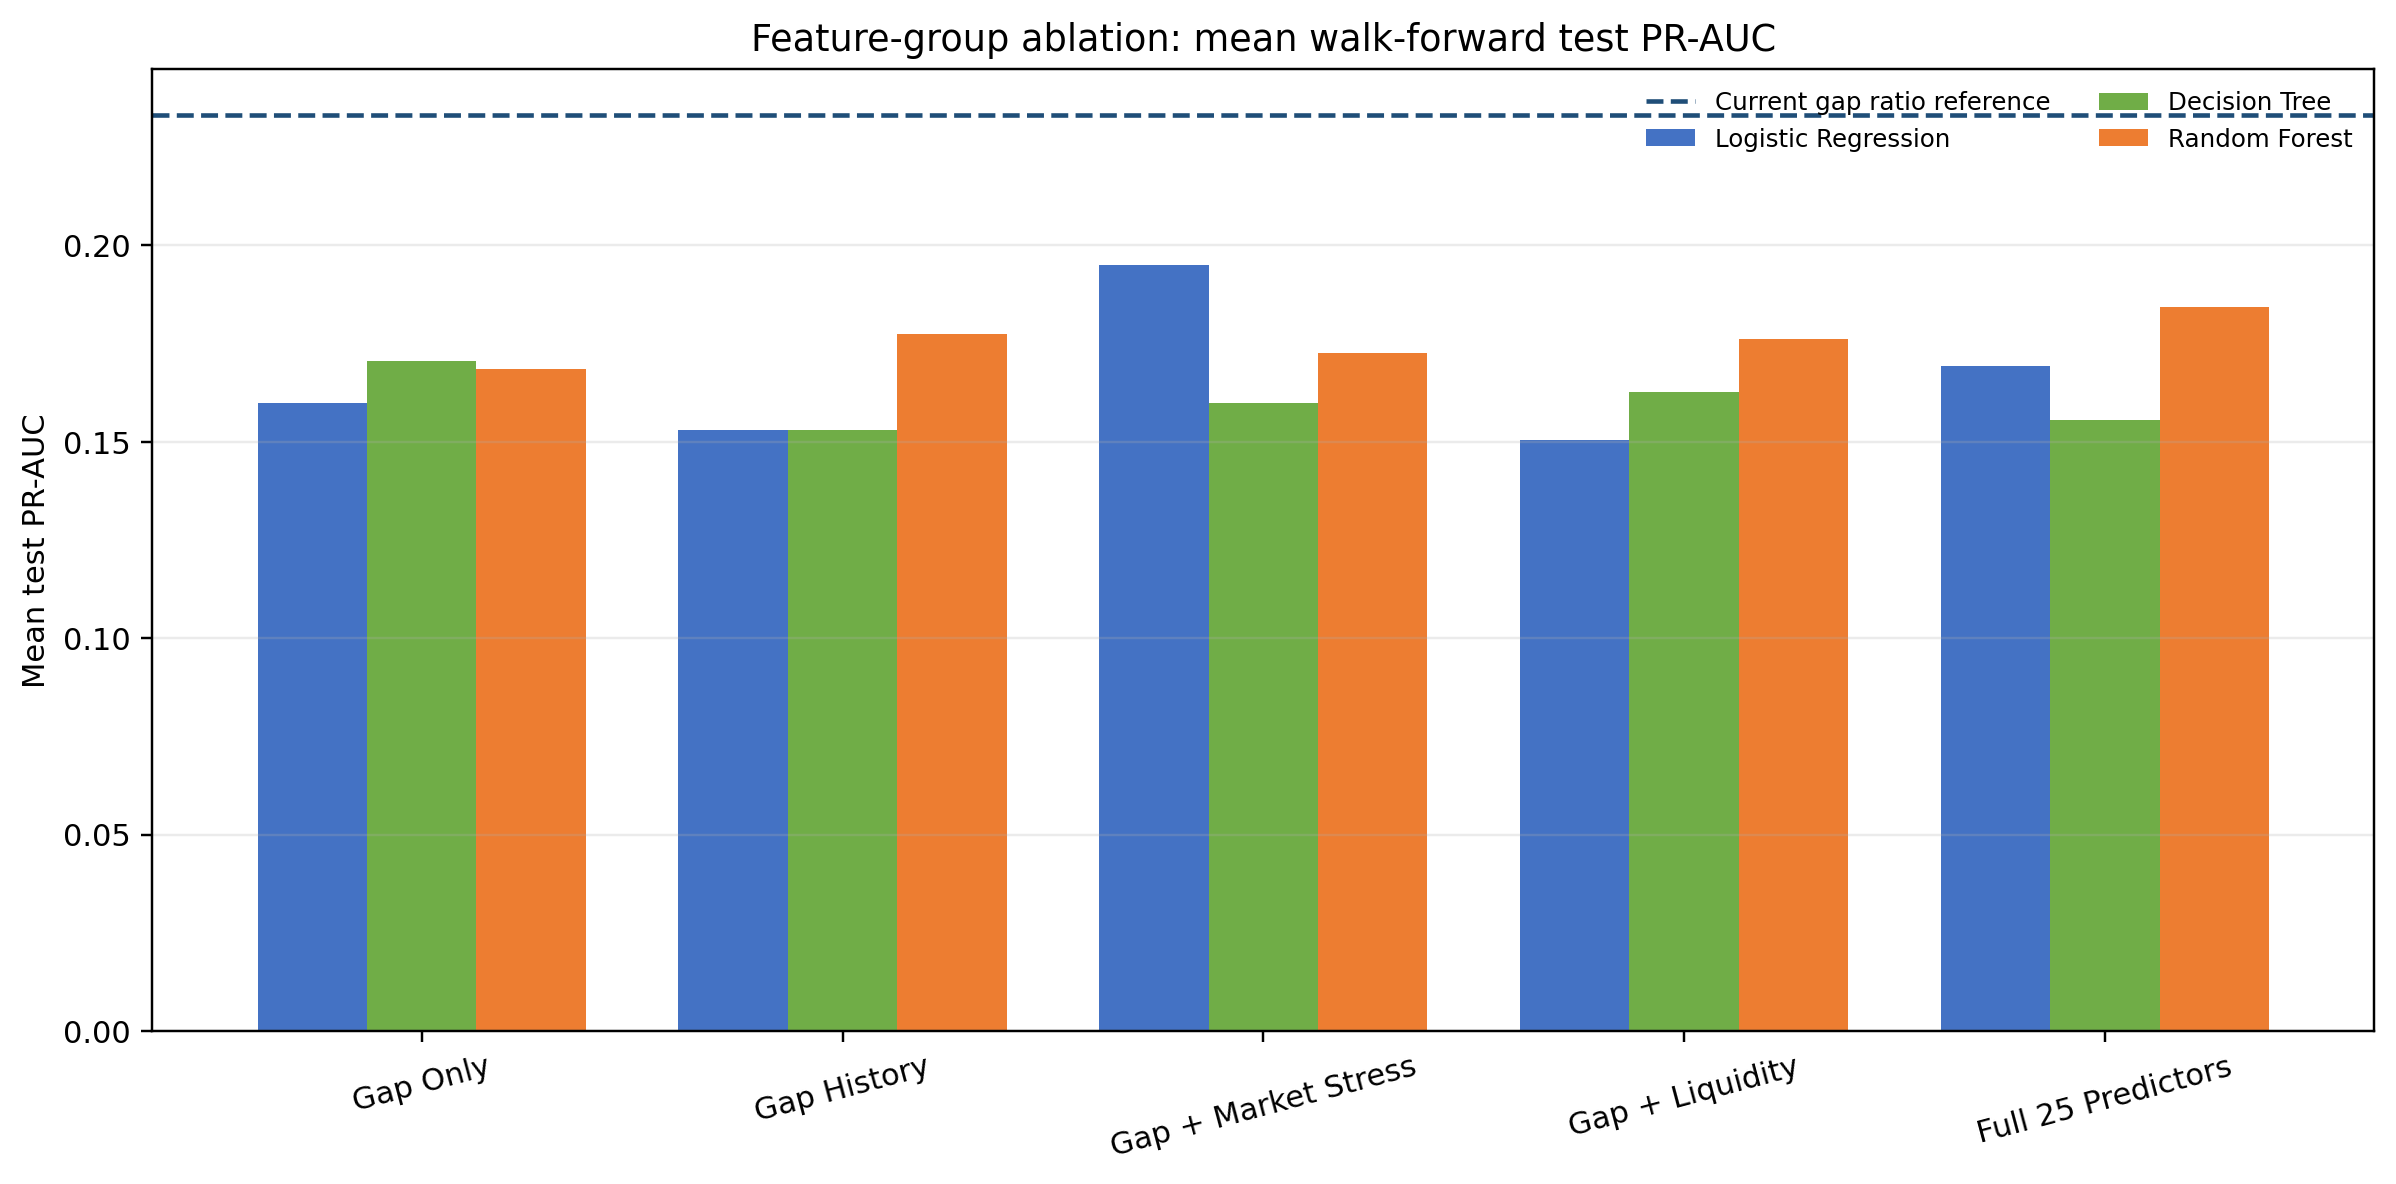 Feature-group ablation: mean walk-forward test PR-AUC
Current gap ratio reference
Logistic Regression
Decision Tree
Random Forest
Mean test PR-AUC
0.20
0.15
0.10
0.05
0.00
Gap Only
Gap History
Gap + Market Stress
Gap + Liquidity
Full 25 Predictors